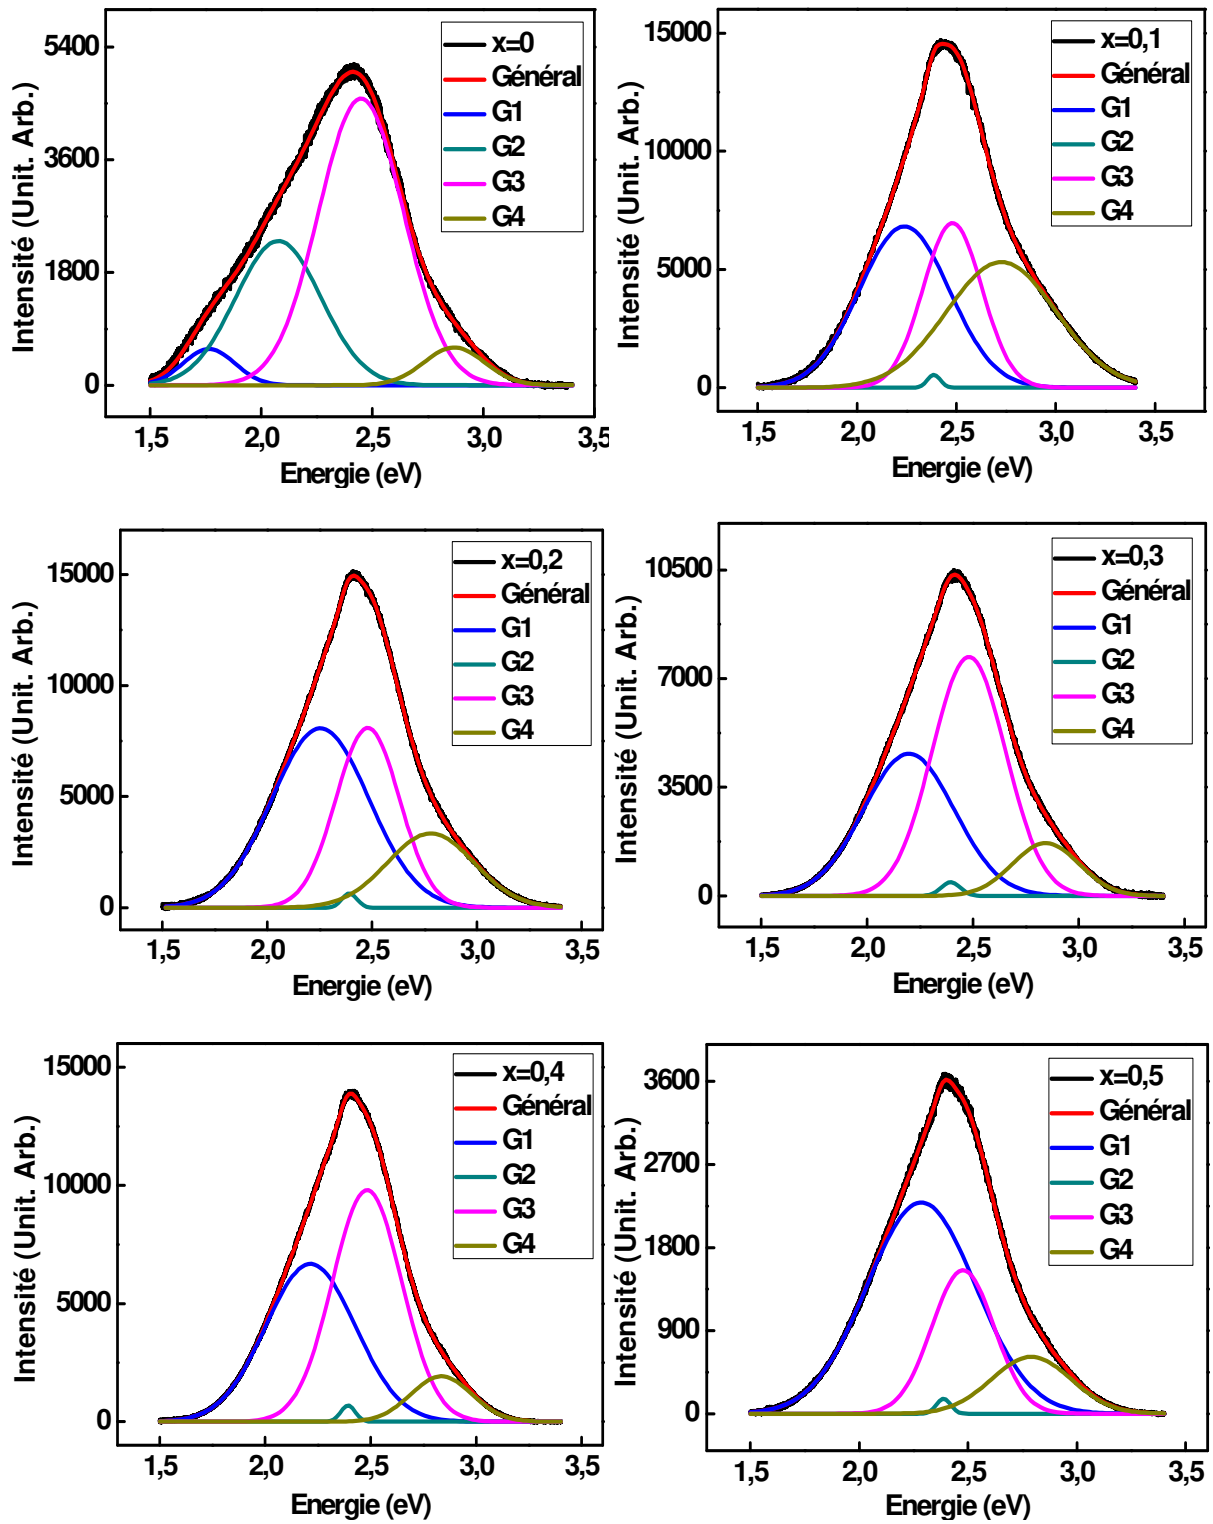 Intensité (Unit. Arb.)
5400
3600
1800
0
x=0
Général
G1
G2
G3
G4
1,5 2,0 2,5 3,0 3,5
Energie (eV)
Intensité (Unit. Arb.)
15000
10000
5000
0
x=0,1
Général
G1
G2
G3
G4
1,5 2,0 2,5 3,0 3,5
Energie (eV)
Intensité (Unit. Arb.)
15000
10000
5000
0
x=0,2
Général
G1
G2
G3
G4
1,5 2,0 2,5 3,0 3,5
Energie (eV)
Intensité (Unit. Arb.)
10500
7000
3500
0
x=0,3
Général
G1
G2
G3
G4
1,5 2,0 2,5 3,0 3,5
Energie (eV)
Intensité (Unit. Arb.)
15000
10000
5000
0
x=0,4
Général
G1
G2
G3
G4
1,5 2,0 2,5 3,0 3,5
Energie (eV)
Intensité (Unit. Arb.)
3600
2700
1800
900
0
x=0,5
Général
G1
G2
G3
G4
1,5 2,0 2,5 3,0 3,5
Energie (eV)